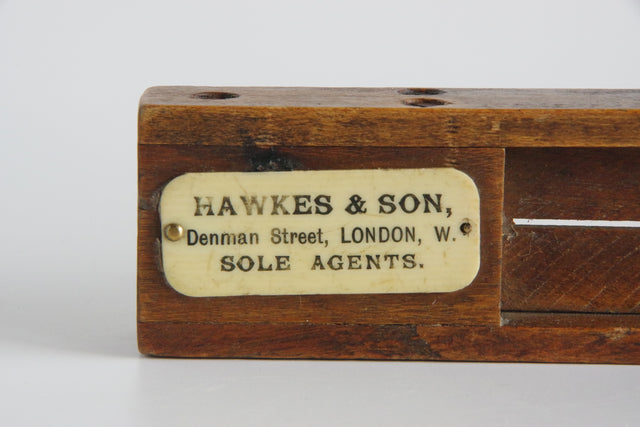 HAWKES & SON,
Denman Street, LONDON, W.
SOLE AGENTS.